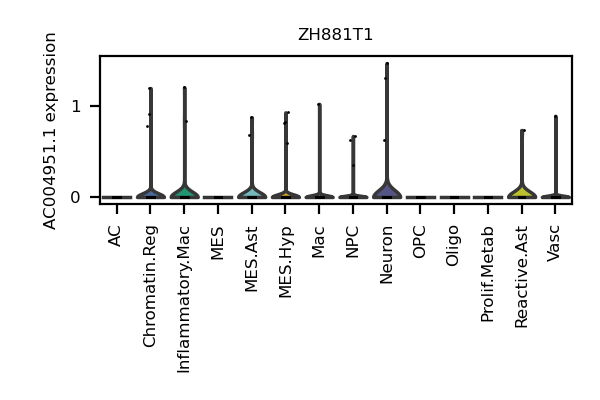 ZH881T1
AC004951.1 expression
1
0
AC
Chromatin.Reg
Inflammatory.Mac
MES
MES.Ast
MES.Hyp
Mac
NPC
Neuron
OPC
Oligo
Prolif.Metab
Reactive.Ast
Vasc